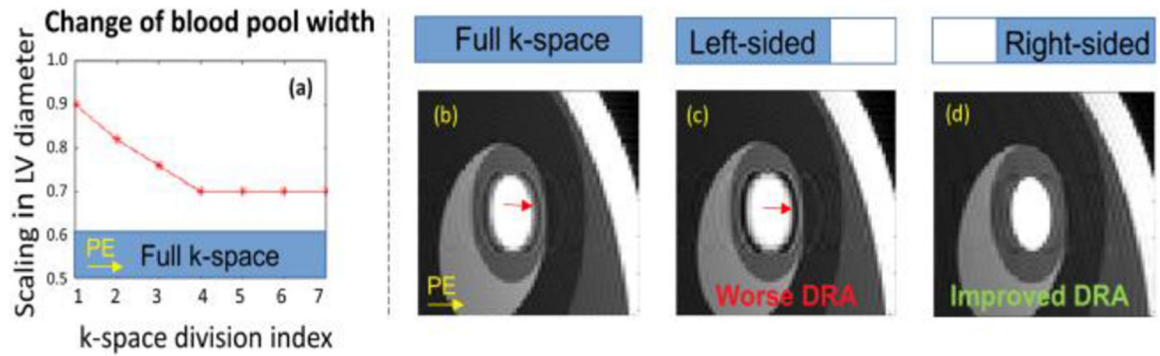 Change of blood pool width
Scaling in LV diameter
1.0
0.9
0.8
0.7
0.6
0.5
(a)
PE
Full k-space
1 2 3 4 5 6 7
k-space division index
Full k-space
Left-sided
Right-sided
(b)
PE
(c)
Worse DRA
(d)
Improved DRA